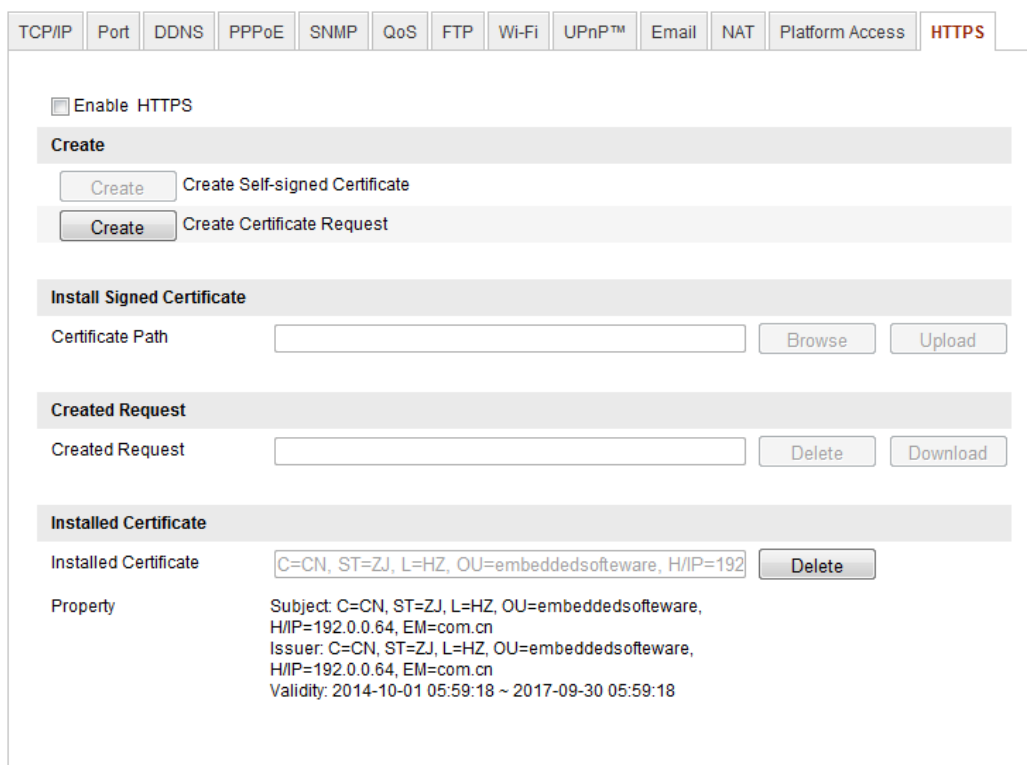 TCP/IP Port DDNS PPPoE SNMP QoS FTP Wi-Fi UPnP™ Email NAT Platform Access HTTPS
Enable HTTPS
Create
Create Create Self-signed Certificate
Create Create Certificate Request
Install Signed Certificate
Certificate Path Browse Upload
Created Request
Created Request Delete Download
Installed Certificate
Installed Certificate C=CN, ST=ZJ, L=HZ, OU=embeddedsofteware, H/IP=192 Delete
Property Subject: C=CN, ST=ZJ, L=HZ, OU=embeddedsofteware,
H/IP=192.0.0.64, EM=com.cn
Issuer: C=CN, ST=ZJ, L=HZ, OU=embeddedsofteware,
H/IP=192.0.0.64, EM=com.cn
Validity: 2014-10-01 05:59:18 ~ 2017-09-30 05:59:18